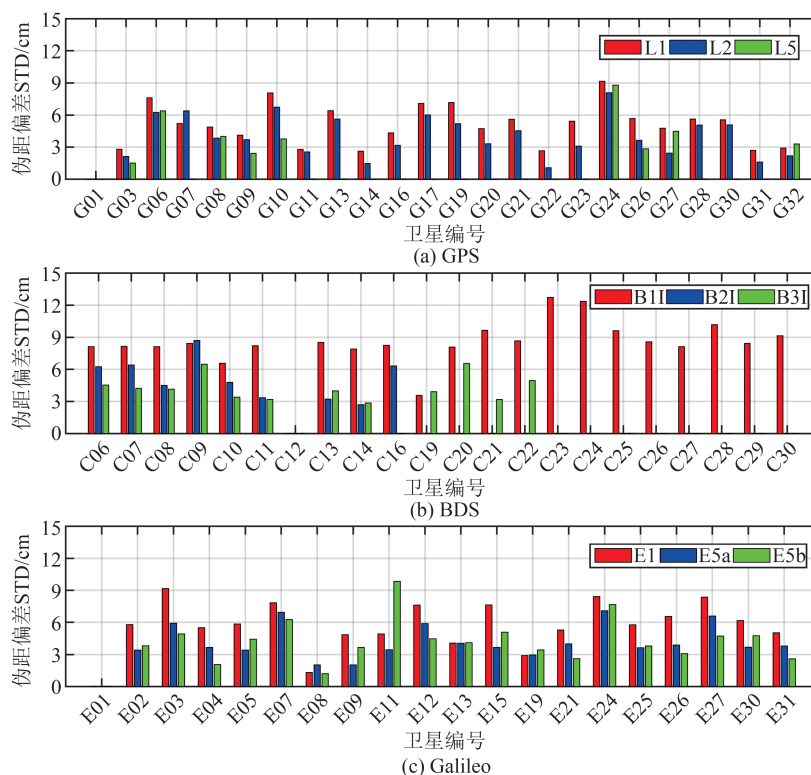 15
12
9
6
3
0
伪距偏差STD/cm
L1 L2 L5
G01 G03 G06 G07 G08 G09 G10 G11 G13 G14 G16 G17 G19 G20 G21 G22 G23 G24 G26 G27 G28 G30 G31 G32
卫星编号
(a) GPS
15
12
9
6
3
0
伪距偏差STD/cm
B1I B2I B3I
C06 C07 C08 C09 C10 C11 C12 C13 C14 C16 C19 C20 C21 C22 C23 C24 C25 C26 C27 C28 C29 C30
卫星编号
(b) BDS
15
12
9
6
3
0
伪距偏差STD/cm
E1 E5a E5b
E01 E02 E03 E04 E05 E07 E08 E09 E11 E12 E13 E15 E19 E21 E24 E25 E26 E27 E30 E31
卫星编号
(c) Galileo